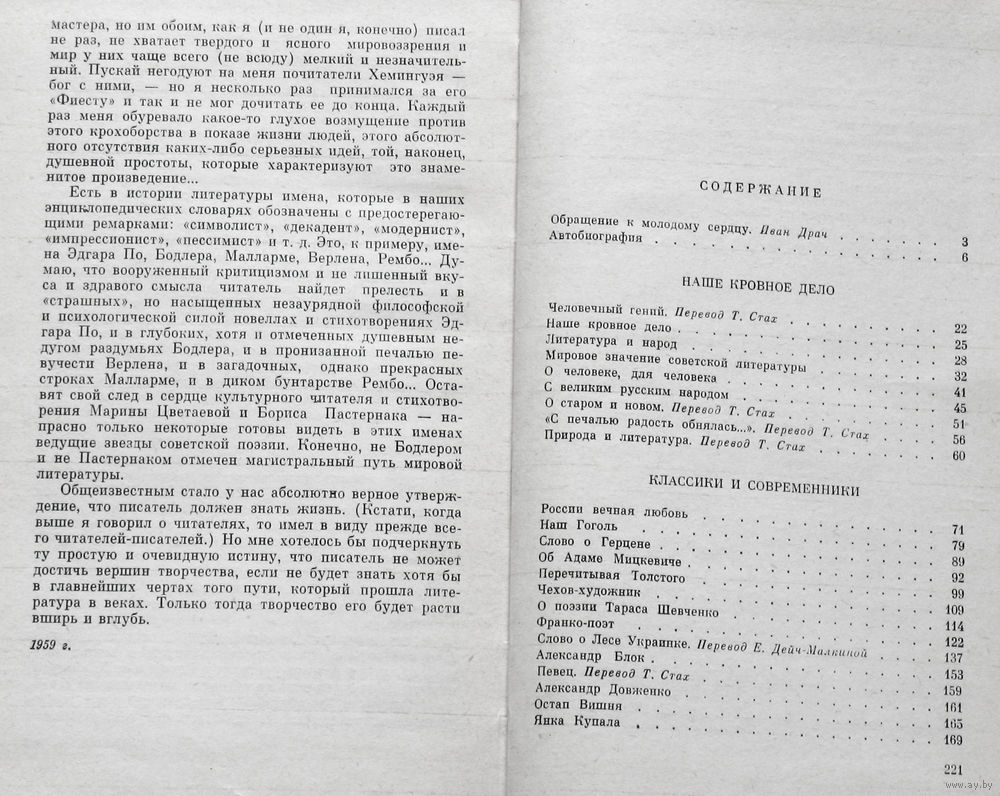 мастера, но им обоим, как я (и не один я, конечно) писал
не раз, не хватает твердого и ясного мировоззрения и
мир у них чаще всего (не всюду) мелкий и незначитель-
ный. Пускай негодуют на меня почитатели Хемингуэя —
бог с ними, — но я несколько раз принимался за его
«Фиесту» и так и не мог дочитать ее до конца. Каждый
раз меня обуревало какое-то глухое возмущение против
этого крохоборства в показе жизни людей, этого абсолют-
ного отсутствия каких-либо серьезных идей, той, наконец,
душевной простоты, которые характеризуют это знаме-
нитое произведение...
Есть в истории литературы имена, которые в наших
энциклопедических словарях обозначены с предостерегаю-
щими ремарками: «символист», «декадент», «модернист»,
«импрессионист», «пессимист» и т. д. Это, к примеру, име-
на Эдгара По, Бодлера, Малларме, Верлена, Рембо... Ду-
маю, что вооруженный критицизмом и не лишенный вку-
са и здравого смысла читатель найдет прелесть и в
«страшных», но насыщенных незаурядной философской
и психологической силой новеллах и стихотворениях Эд-
гара По, и в глубоких, хотя и отмеченных душевным не-
дугом раздумьях Бодлера, и в пронизанной печалью пе-
вучести Верлена, и в загадочных, однако прекрасных
строках Малларме, и в диком бунтарстве Рембо... Оста-
вят свой след в сердце культурного читателя и стихотво-
рения Марины Цветаевой и Бориса Пастернака — на-
прасно только некоторые готовы видеть в этих именах
ведущие звезды советской поэзии. Конечно, не Бодлером
и не Пастернаком отмечен магистральный путь мировой
литературы.
Общеизвестным стало у нас абсолютно верное утверж-
дение, что писатель должен знать жизнь. (Кстати, когда
выше я говорил о читателях, то имел в виду прежде все-
го читателей-писателей.) Но мне хотелось бы подчеркнуть
ту простую и очевидную истину, что писатель не может
достичь вершин творчества, если не будет знать хотя бы
в главнейших чертах того пути, который прошла лите-
ратура в веках. Только тогда творчество его будет расти
вширь и вглубь.
1959 г.
СОДЕРЖАНИЕ
Обращение к молодому сердцу. Иван Драч . . . . . . . 3
Автобиография . . . . . . . . . . . . . . . 6
НАШЕ КРОВНОЕ ДЕЛО
Человечный гений. Перевод Т. Стах . . . . . . . . . 22
Наше кровное дело . . . . . . . . . . . . . 25
Литература и народ . . . . . . . . . . . . . 28
Мировое значение советской литературы . . . . . . . 32
О человеке, для человека . . . . . . . . . . . 41
С великим русским народом . . . . . . . . . . 45
О старом и новом. Перевод Т. Стах . . . . . . . . 51
«С печалью радость обнялась...». Перевод Т. Стах . . . . 56
Природа и литература. Перевод Т. Стах . . . . . . . 60
КЛАССИКИ И СОВРЕМЕННИКИ
России вечная любовь . . . . . . . . . . . . 71
Наш Гоголь . . . . . . . . . . . . . . . 79
Слово о Герцене . . . . . . . . . . . . . . 89
Об Адаме Мицкевиче . . . . . . . . . . . . . 92
Перечитывая Толстого . . . . . . . . . . . . 99
Чехов-художник . . . . . . . . . . . . . . 109
О поэзии Тараса Шевченко . . . . . . . . . . . 114
Франко-поэт . . . . . . . . . . . . . . . 122
Слово о Лесе Украинке. Перевод Е. Дейч-Малкиной . . . . 137
Александр Блок . . . . . . . . . . . . . . 153
Певец. Перевод Т. Стах . . . . . . . . . . . . 159
Александр Довженко . . . . . . . . . . . . . 161
Остап Вишня . . . . . . . . . . . . . . . 165
Янка Купала . . . . . . . . . . . . . . . 169
221
www.ay.by